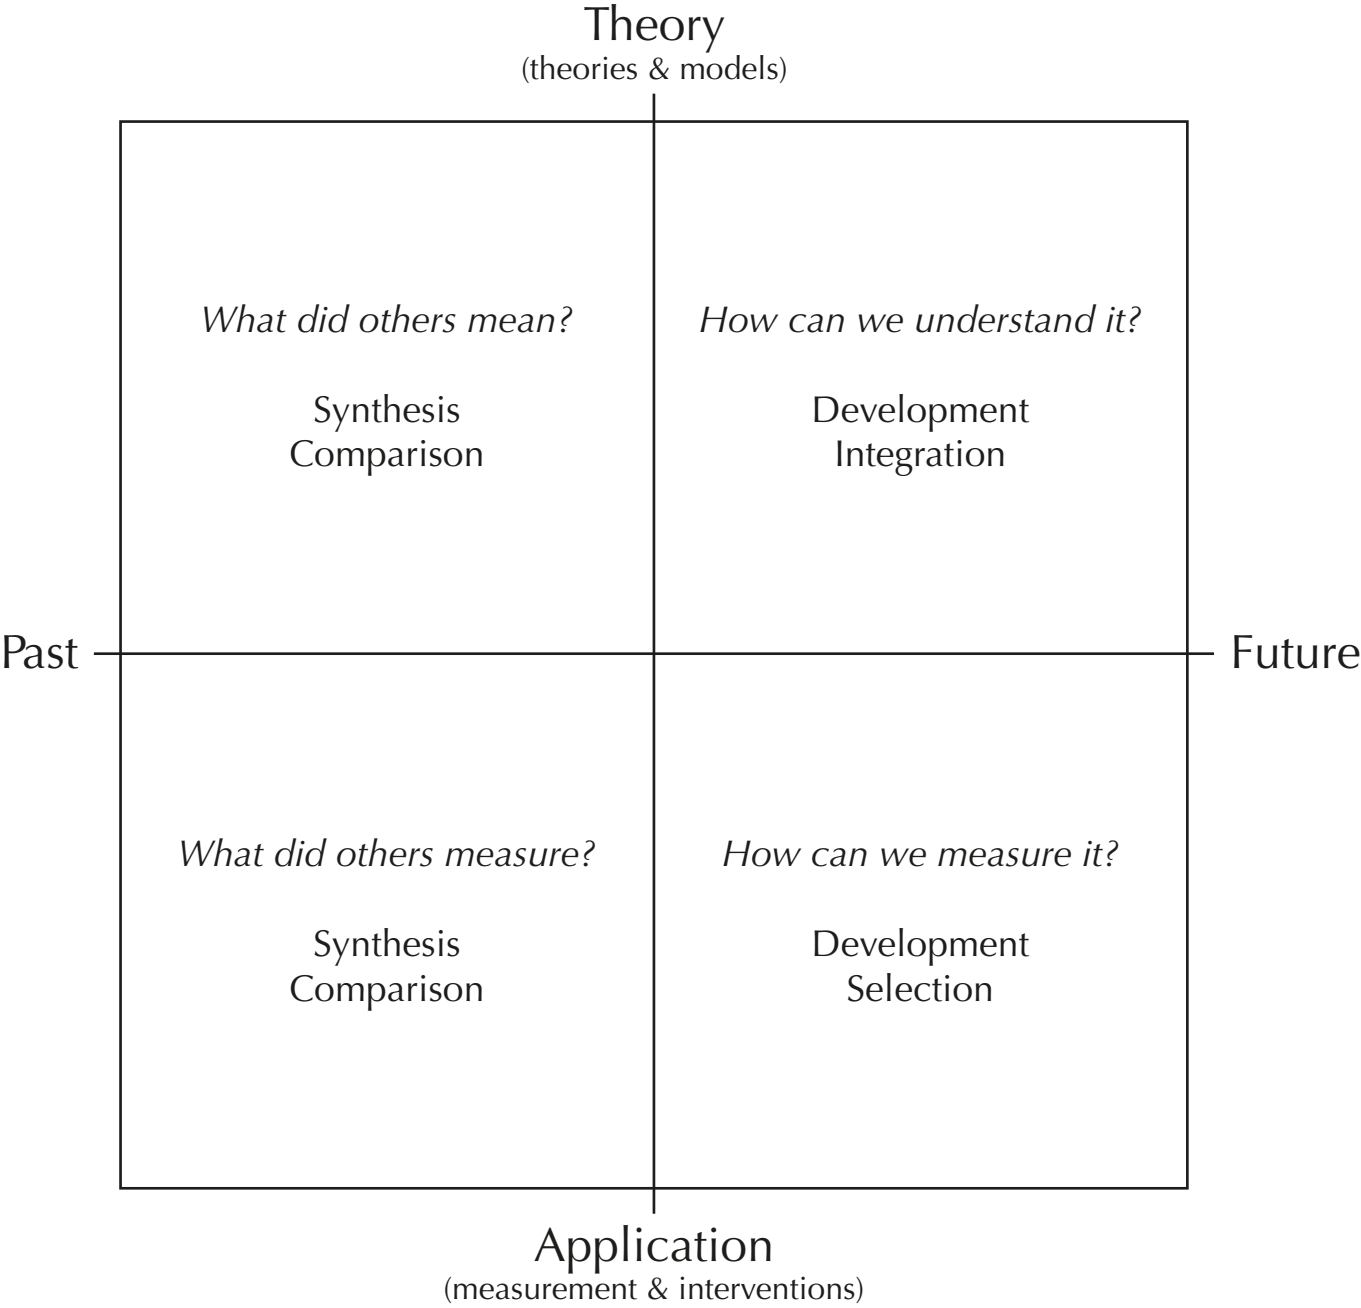 Theory
(theories & models)
What did others mean?
Synthesis
Comparison
How can we understand it?
Development
Integration
Past
Future
What did others measure?
Synthesis
Comparison
How can we measure it?
Development
Selection
Application
(measurement & interventions)